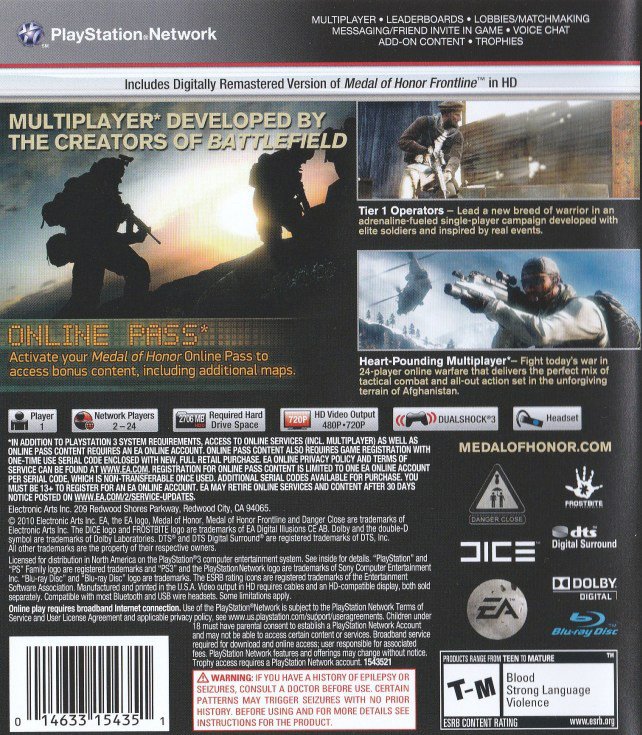 PlayStation®Network
MULTIPLAYER • LEADERBOARDS • LOBBIES/MATCHMAKING
MESSAGING/FRIEND INVITE IN GAME • VOICE CHAT
ADD-ON CONTENT • TROPHIES
Includes Digitally Remastered Version of Medal of Honor Frontline™ in HD
MULTIPLAYER* DEVELOPED BY
THE CREATORS OF BATTLEFIELD
Tier 1 Operators – Lead a new breed of warrior in an
adrenaline-fueled single-player campaign developed with
elite soldiers and inspired by real events.
ONLINE PASS*
Activate your Medal of Honor Online Pass to
access bonus content, including additional maps.
Heart-Pounding Multiplayer*– Fight today's war in
24-player online warfare that delivers the perfect mix of
tactical combat and all-out action set in the unforgiving
terrain of Afghanistan.
Player
1
Network Players
2–24
2706 MB
Required Hard
Drive Space
720P
HD Video Output
480P•720P
DUALSHOCK®3
Headset
*IN ADDITION TO PLAYSTATION 3 SYSTEM REQUIREMENTS, ACCESS TO ONLINE SERVICES (INCL. MULTIPLAYER) AS WELL AS
ONLINE PASS CONTENT REQUIRES AN EA ONLINE ACCOUNT. ONLINE PASS CONTENT ALSO REQUIRES GAME REGISTRATION WITH
ONE-TIME USE SERIAL CODE ENCLOSED WITH NEW, FULL RETAIL PURCHASE. EA ONLINE PRIVACY POLICY AND TERMS OF
SERVICE CAN BE FOUND AT WWW.EA.COM. REGISTRATION FOR ONLINE PASS CONTENT IS LIMITED TO ONE EA ONLINE ACCOUNT
PER SERIAL CODE, WHICH IS NON-TRANSFERABLE ONCE USED. ADDITIONAL SERIAL CODES AVAILABLE FOR PURCHASE. YOU
MUST BE 13+ TO REGISTER FOR AN EA ONLINE ACCOUNT. EA MAY RETIRE ONLINE SERVICES AND CONTENT AFTER 30 DAYS
NOTICE POSTED ON WWW.EA.COM/2/SERVICE-UPDATES.
Electronic Arts Inc. 209 Redwood Shores Parkway, Redwood City, CA 94065.
© 2010 Electronic Arts Inc. EA, the EA logo, Medal of Honor, Medal of Honor Frontline and Danger Close are trademarks of
Electronic Arts Inc. The DICE logo and FROSTBITE logo are trademarks of EA Digital Illusions CE AB. Dolby and the double-D
symbol are trademarks of Dolby Laboratories. DTS® and DTS Digital Surround® are registered trademarks of DTS, Inc.
All other trademarks are the property of their respective owners.
Licensed for distribution in North America on the PlayStation®3 computer entertainment system. See inside for details. "PlayStation" and
"PS" Family logo are registered trademarks and "PS3" and the PlayStation Network logo are trademarks of Sony Computer Entertainment
Inc. "Blu-ray Disc" and "Blu-ray Disc" logo are trademarks. The ESRB rating icons are registered trademarks of the Entertainment
Software Association. Manufactured and printed in the U.S.A. Video output in HD requires cables and an HD-compatible display, both sold
separately. Compatible with most Bluetooth and USB wire headsets. Some limitations apply.
Online play requires broadband Internet connection. Use of the PlayStation®Network is subject to the PlayStation Network Terms of
Service and User License Agreement and applicable privacy policy, see www.us.playstation.com/support/useragreements. Children under
18 must have parental consent to establish a PlayStation Network Account
and may not be able to access certain content or services. Broadband service
required for download and online access; user responsible for associated
fees. PlayStation Network features and offerings may change without notice.
Trophy access requires a PlayStation Network account. 1543521
MEDALOFHONOR.COM
DANGER CLOSE
FROSTBITE
DICE
dts
Digital Surround
EA
DOLBY
DIGITAL
Blu-ray Disc
0 14633 15435 1
WARNING: IF YOU HAVE A HISTORY OF EPILEPSY OR
SEIZURES, CONSULT A DOCTOR BEFORE USE. CERTAIN
PATTERNS MAY TRIGGER SEIZURES WITH NO PRIOR
HISTORY. BEFORE USING AND FOR MORE DETAILS SEE
INSTRUCTIONS FOR THE PRODUCT.
PRODUCTS RANGE FROM TEEN TO MATURE
T-M
Blood
Strong Language
Violence
ESRB CONTENT RATING
www.esrb.org